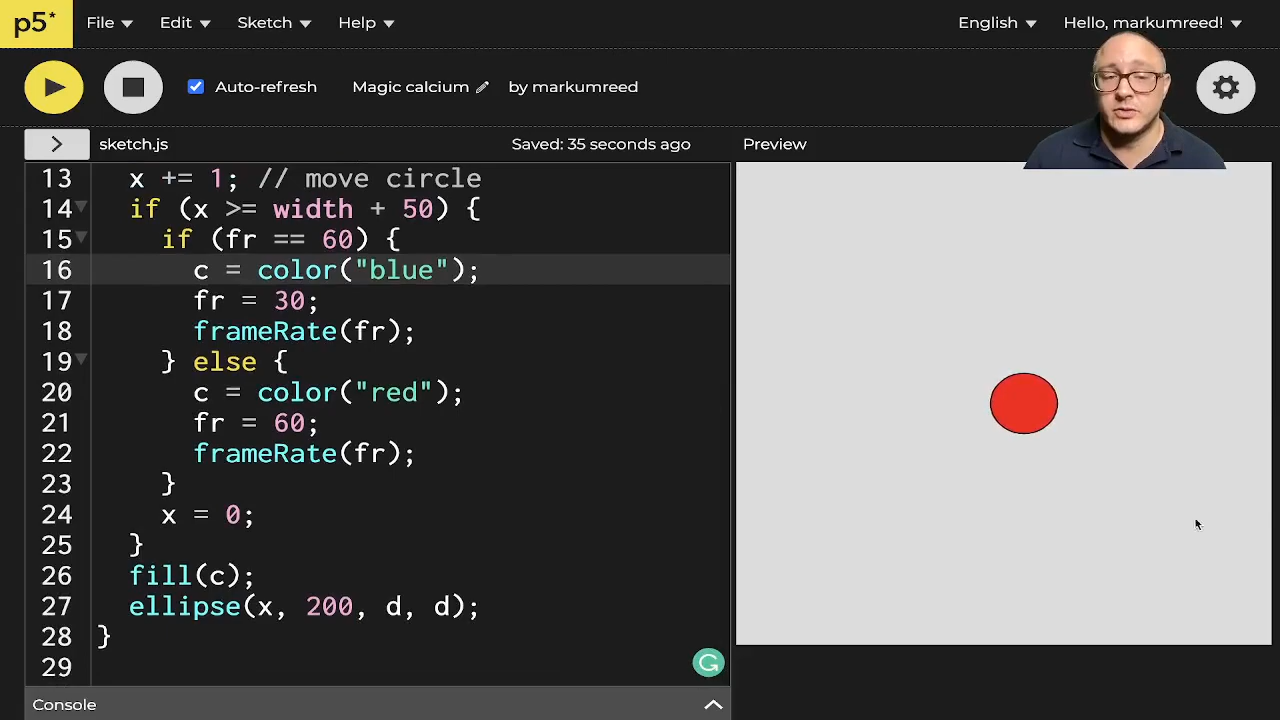 p5* File Edit Sketch Help English Hello, markumreed!
Auto-refresh Magic calcium by markumreed
sketch.js Saved: 35 seconds ago Preview
13 x += 1; // move circle
14 if (x >= width + 50) {
15 if (fr == 60) {
16 c = color("blue");
17 fr = 30;
18 frameRate(fr);
19 } else {
20 c = color("red");
21 fr = 60;
22 frameRate(fr);
23 }
24 x = 0;
25 }
26 fill(c);
27 ellipse(x, 200, d, d);
28 }
29
Console